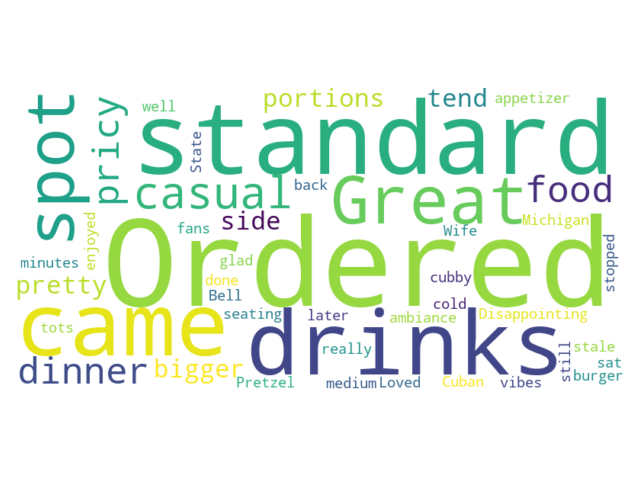 spot
pricy
well
State
standard
portions
tend
appetizer
casual
back
Great
food
enjoyed
fans
side
Wife
Michigan
stopped
minutes
Ordered
glad
done
Bell
cubby
cold
pretty
tots
came
seating
drinks
later
ambiance
Disappointing
really
still
stale
sat
dinner
bigger
Pretzel
medium
Loved
Cuban
vibes
burger